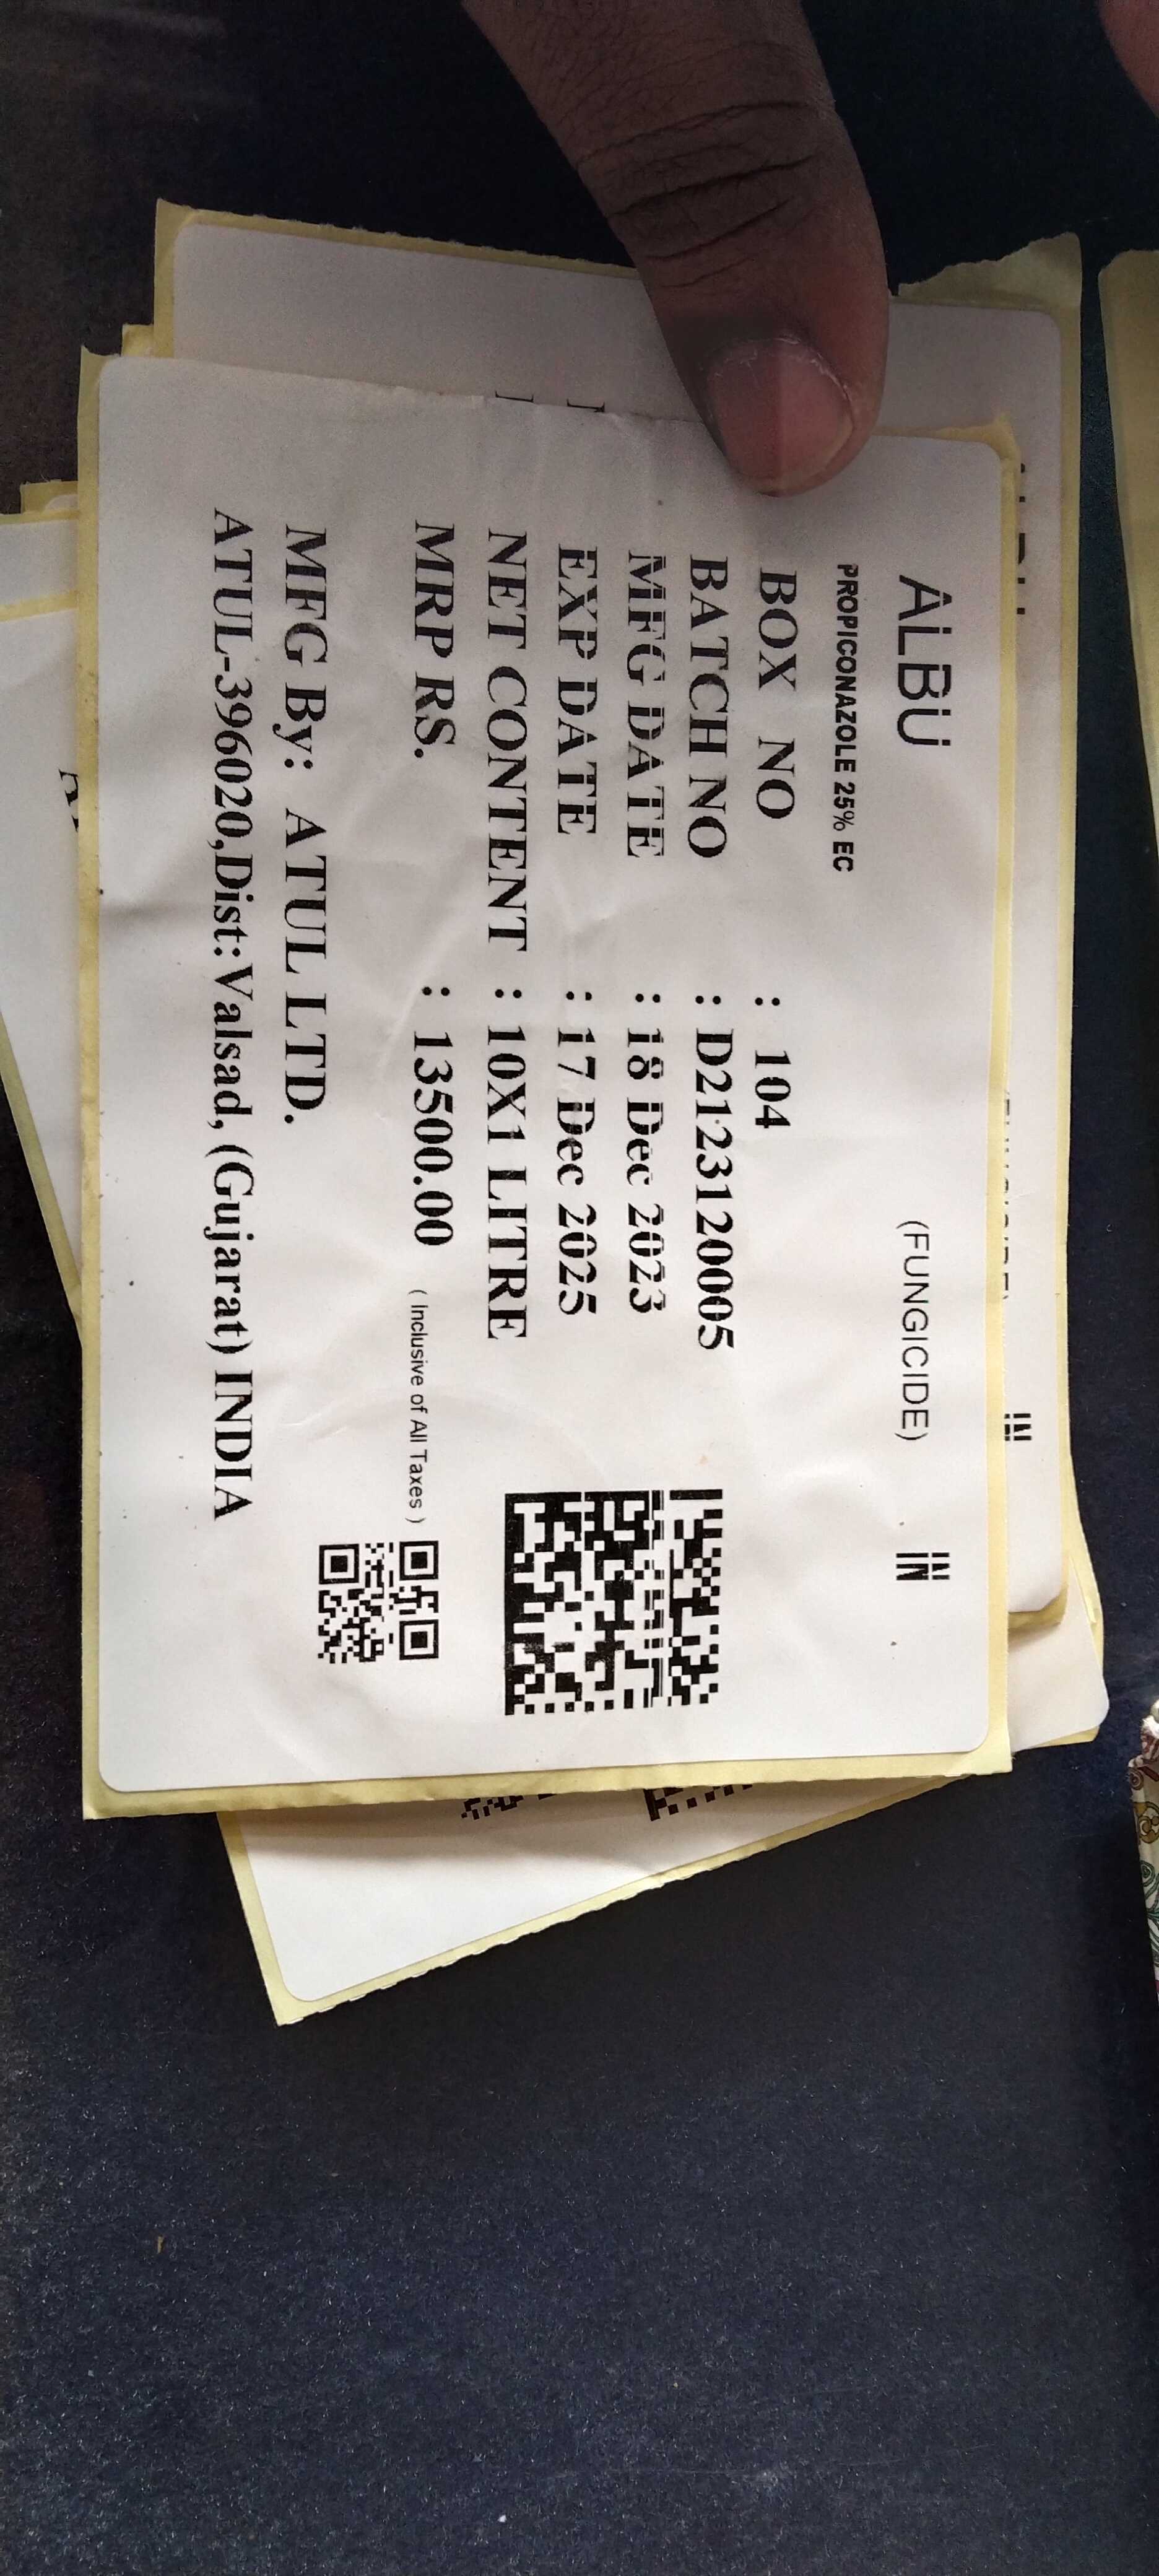 ALBU (FUNGICIDE) IN
PROPICONAZOLE 25% EC
BOX NO : 104
BATCH NO : D2123120005
MFG DATE : 18 Dec 2023
EXP DATE : 17 Dec 2025
NET CONTENT : 10X1 LITRE
MRP RS. : 13500.00 ( Inclusive of All Taxes )
MFG By: ATUL LTD.
ATUL-396020,Dist:Valsad, (Gujarat) INDIA
IN